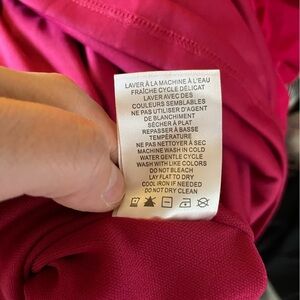 LAVER À LA MACHINE À L'EAU
FRAÎCHE CYCLE DÉLICAT
LAVER AVEC DES
COULEURS SEMBLABLES
NE PAS UTILISER D'AGENT
DE BLANCHIMENT
SÉCHER À PLAT
REPASSER À BASSE
TEMPÉRATURE
NE PAS NETTOYER À SEC
MACHINE WASH IN COLD
WATER GENTLE CYCLE
WASH WITH LIKE COLORS
DO NOT BLEACH
LAY FLAT TO DRY
COOL IRON IF NEEDED
DO NOT DRY CLEAN